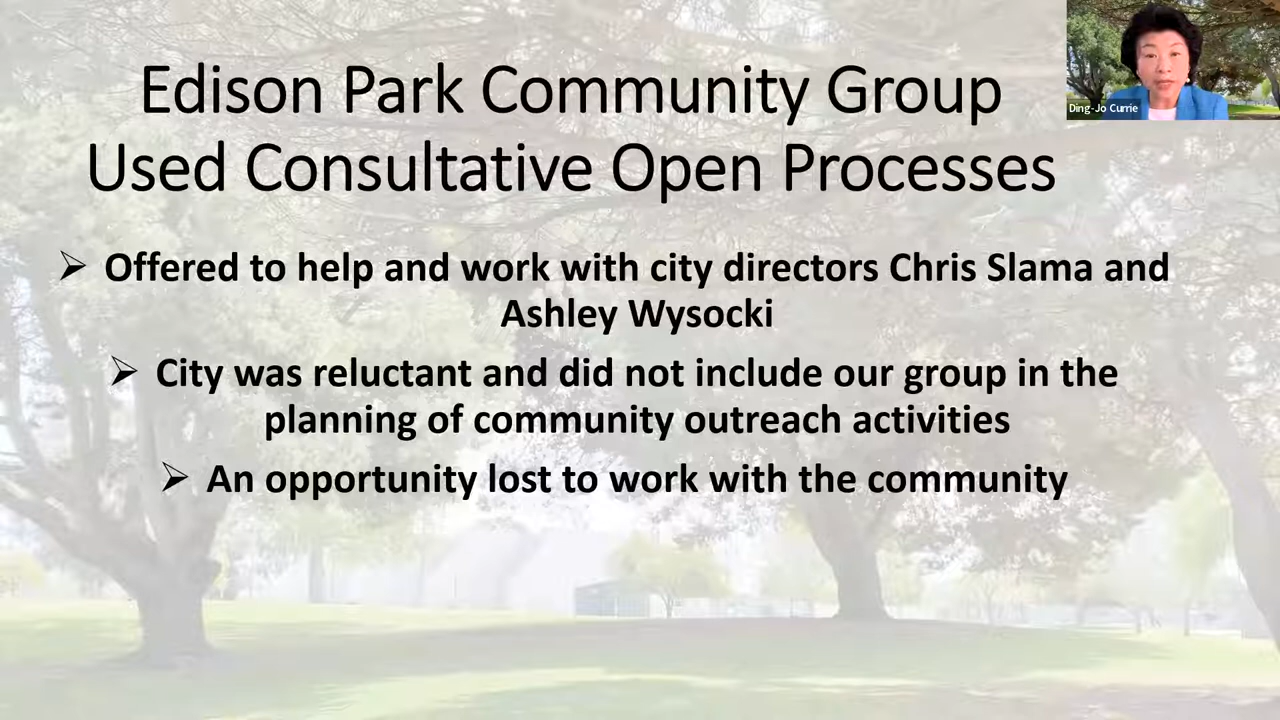 Edison Park Community Group
Used Consultative Open Processes
Ding-Jo Currie
➢ Offered to help and work with city directors Chris Slama and
Ashley Wysocki
➢ City was reluctant and did not include our group in the
planning of community outreach activities
➢ An opportunity lost to work with the community